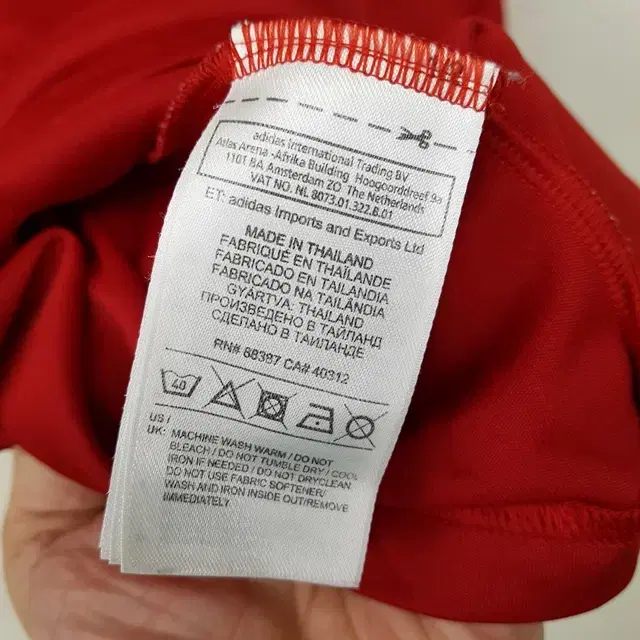 adidas International Trading BV
Atlas Arena -Afrika Building Hoogoorddreef 9a
1101 BA Amsterdam ZO The Netherlands
VAT NO. NL 8073.01.322.B.01
ET: adidas Imports and Exports Ltd
MADE IN THAILAND
FABRIQUÉ EN THAÏLANDE
FABRICADO EN TAILANDIA
FABRICADO NA TAILÂNDIA
GYÁRTVA: THAILAND
ПРОИЗВЕДЕНО В ТАЙЛАНД
СДЕЛАНО В ТАИЛАНДЕ
RN# 88387 CA# 40312
40
US /
UK: MACHINE WASH WARM / DO NOT
BLEACH / DO NOT TUMBLE DRY / COOL
IRON IF NEEDED / DO NOT DRYCLEAN
DO NOT USE FABRIC SOFTENER/
WASH AND IRON INSIDE OUT/REMOVE
IMMEDIATELY